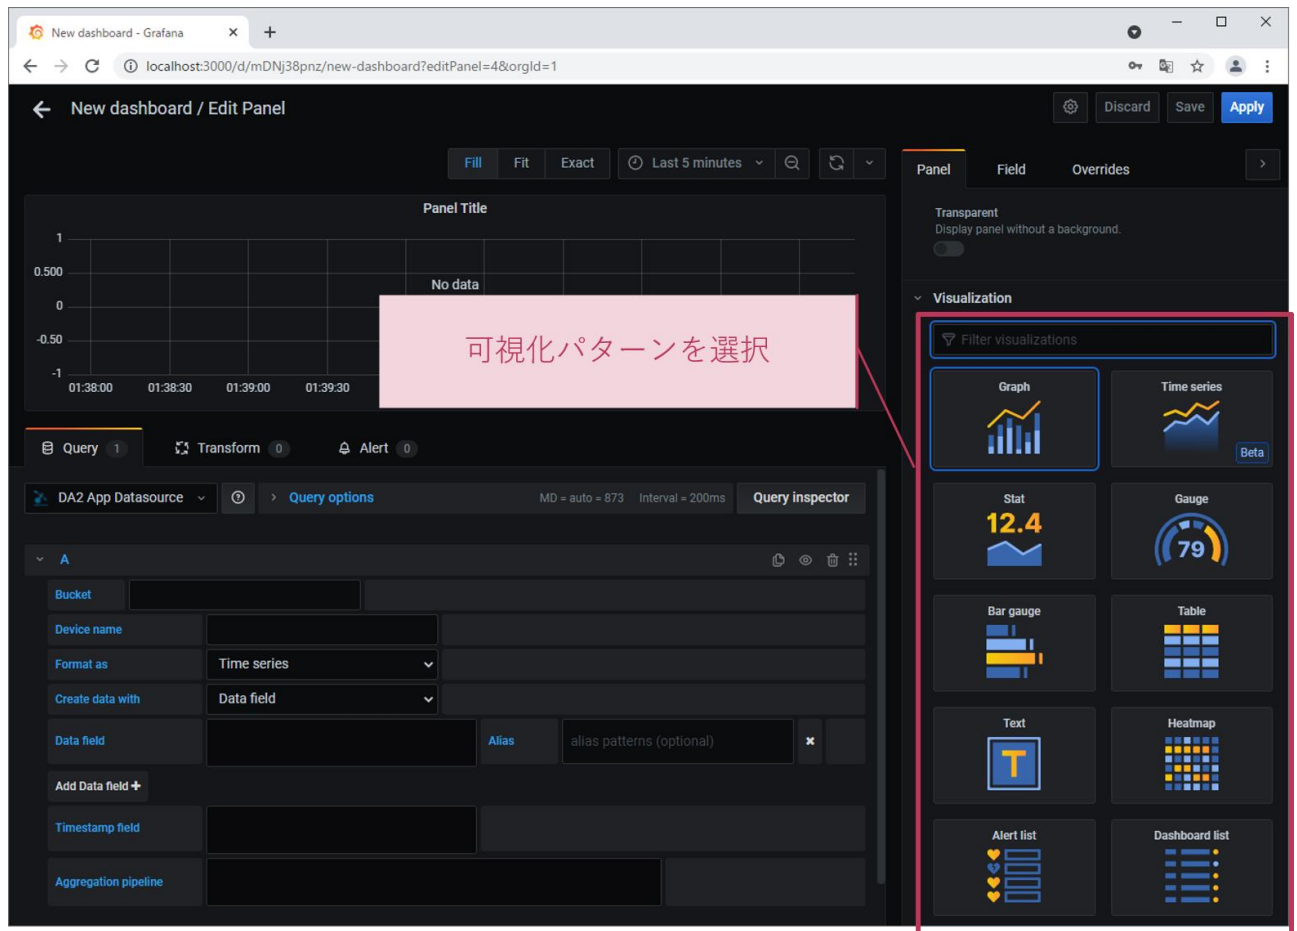 New dashboard - Grafana
localhost:3000/d/mDNj38pnz/new-dashboard?editPanel=4&orgId=1
New dashboard / Edit Panel
Discard
Save
Apply
Fill
Fit
Exact
Last 5 minutes
Panel
Field
Overrides
Panel Title
1
0.500
0
-0.50
-1
No data
01:38:00
01:38:30
01:39:00
01:39:30
可視化パターンを選択
Transparent
Display panel without a background.
Visualization
Filter visualizations
Graph
Time series
Beta
Stat
12.4
Gauge
79
Bar gauge
Table
Text
T
Heatmap
Alert list
Dashboard list
Query 1
Transform 0
Alert 0
DA2 App Datasource
Query options
MD = auto = 873
Interval = 200ms
Query inspector
A
Bucket
Device name
Format as
Time series
Create data with
Data field
Data field
Alias
alias patterns (optional)
Add Data field
Timestamp field
Aggregation pipeline